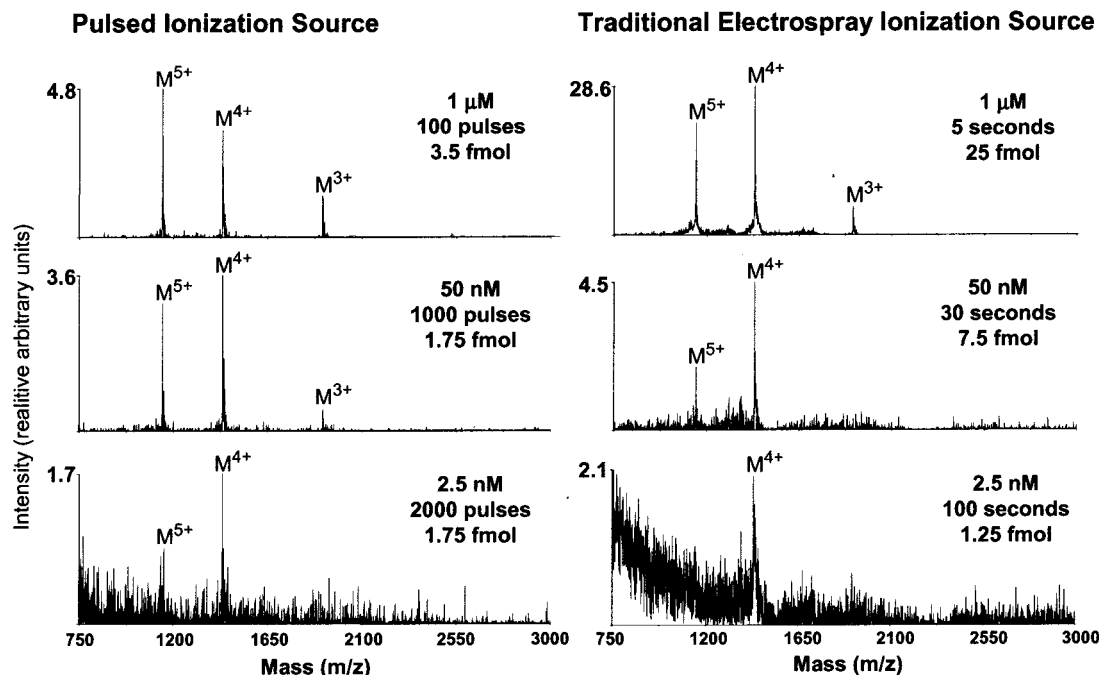 Pulsed Ionization Source
Traditional Electrospray Ionization Source
Intensity (realitive arbitrary units)
4.8
M5+
M4+
M3+
1 μM
100 pulses
3.5 fmol
3.6
M5+
M4+
M3+
50 nM
1000 pulses
1.75 fmol
1.7
M5+
M4+
2.5 nM
2000 pulses
1.75 fmol
750 1200 1650 2100 2550 3000
Mass (m/z)
28.6
M5+
M4+
M3+
1 μM
5 seconds
25 fmol
4.5
M5+
M4+
50 nM
30 seconds
7.5 fmol
2.1
M4+
2.5 nM
100 seconds
1.25 fmol
750 1200 1650 2100 2550 3000
Mass (m/z)